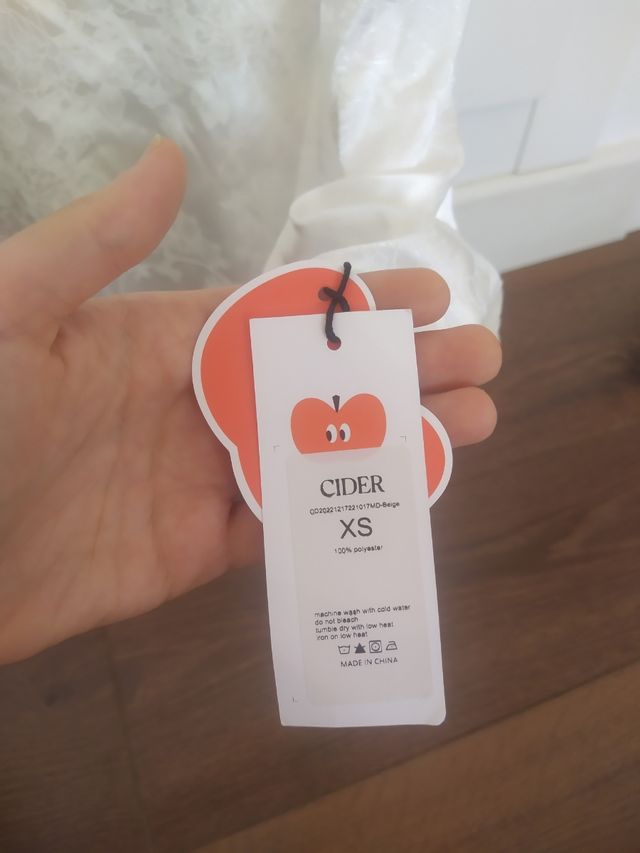 CIDER
CD20221217221017MD-Beige
XS
100% polyester
machine wash with cold water
do not bleach
tumble dry with low heat
iron on low heat
MADE IN CHINA